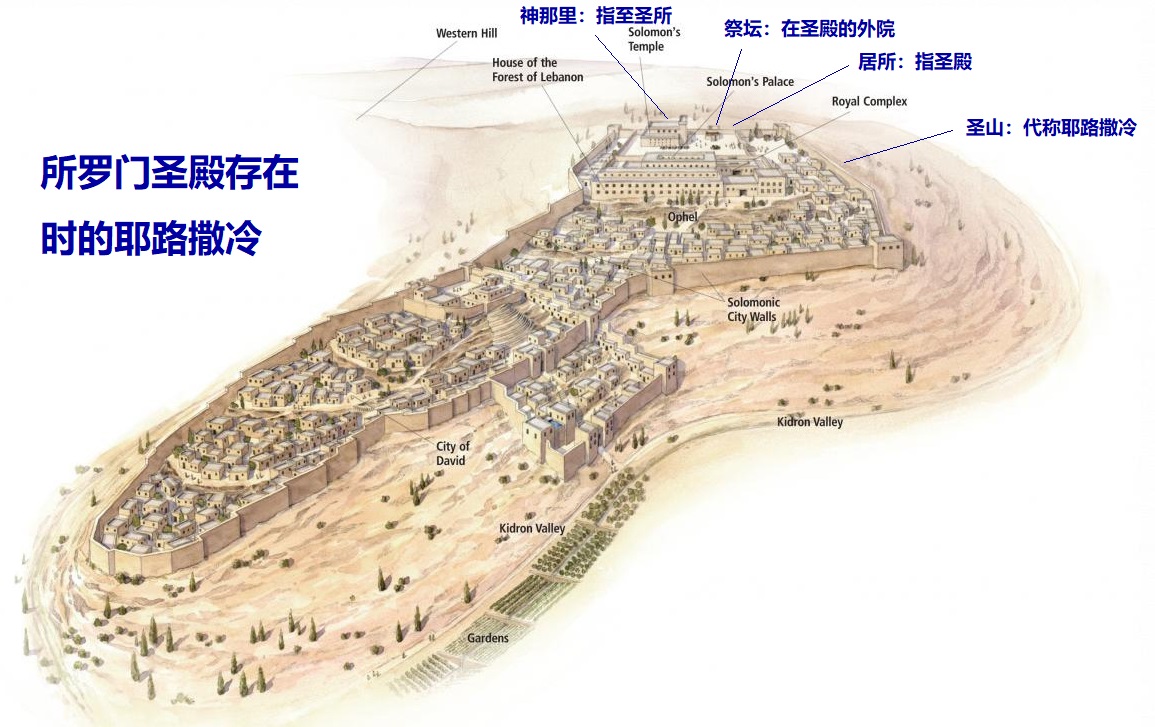 神那里：指至圣所
祭坛：在圣殿的外院
Western Hill
Solomon's
Temple
居所：指圣殿
House of the
Forest of Lebanon
Solomon's Palace
Royal Complex
圣山：代称耶路撒冷
所罗门圣殿存在
时的耶路撒冷
Ophel
Solomonic
City Walls
Kidron Valley
City of
David
Kidron Valley
Gardens